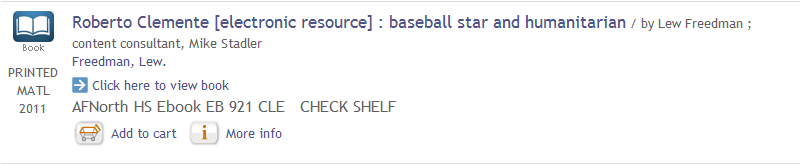 Book
PRINTED
MATL
2011
Roberto Clemente [electronic resource] : baseball star and humanitarian / by Lew Freedman ;
content consultant, Mike Stadler
Freedman, Lew.
Click here to view book
AFNorth HS Ebook EB 921 CLE CHECK SHELF
Add to cart More info